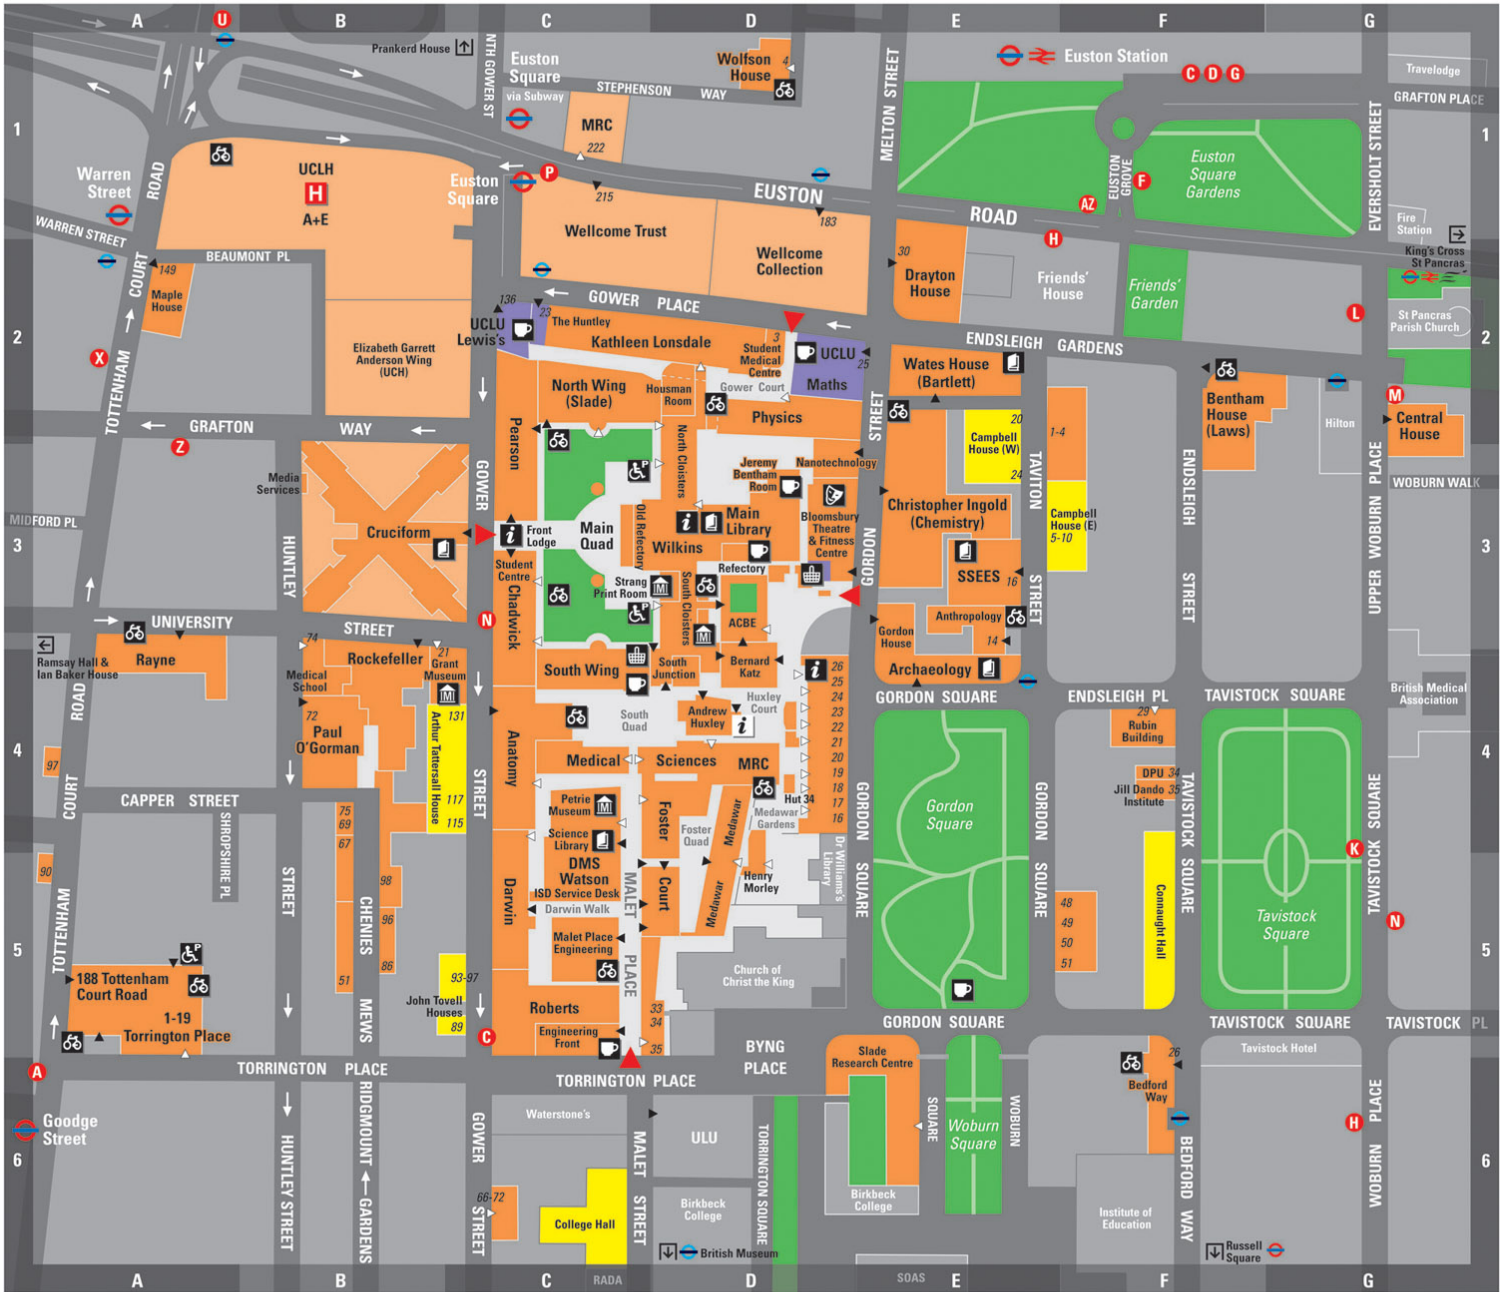 A
B
C
D
E
F
G
U
Prankerd House
NTH GOWER ST
Euston
Square
via Subway
Wolfson
House
4
STEPHENSON WAY
MELTON STREET
Euston Station
C D G
Travelodge
GRAFTON PLACE
1
MRC
222
1
UCLH
H
A+E
Warren
Street
ROAD
Euston
Square
P
215
EUSTON
ROAD
EUSTON
GROVE
F
Euston
Square
Gardens
EVERSHOLT STREET
AZ
H
Fire
Station
King's Cross
St Pancras
WARREN STREET
BEAUMONT PL
Wellcome Trust
183
Wellcome
Collection
30
Drayton
House
Friends'
House
Friends'
Garden
149
Maple
House
COURT
TOTTENHAM
2
GOWER PLACE
136
23
UCLU
Lewis's
The Huntley
Kathleen Lonsdale
3
Student
Medical
Centre
UCLU
25
Maths
ENDSLEIGH GARDENS
L
St Pancras
Parish Church
2
X
Elizabeth Garrett
Anderson Wing
(UCH)
North Wing
(Slade)
Housman
Room
Gower Court
Physics
Wates House
(Bartlett)
Bentham
House
(Laws)
Hilton
M
Central
House
GRAFTON WAY
Z
Pearson
GOWER
North Cloisters
STREET
20
Campbell
House (W)
24
1-4
TAVITON
ENDSLEIGH
UPPER WOBURN PLACE
WOBURN WALK
Media
Services
Jeremy
Bentham
Room
Nanotechnology
MIDFORD PL
3
Cruciform
HUNTLEY
Front
Lodge
Main
Quad
Old Refectory
Main
Library
Wilkins
Bloomsbury
Theatre
& Fitness
Centre
Christopher Ingold
(Chemistry)
Campbell
House (E)
5-10
3
Student
Centre
Refectory
GORDON
SSEES
16
STREET
STREET
Chadwick
Strang
Print Room
South Cloisters
ACBE
N
UNIVERSITY STREET
Gordon
House
Anthropology
14
Ramsay Hall &
Ian Baker House
Rayne
74
Rockefeller
21
Grant
Museum
Medical
School
South Wing
South
Junction
Bernard
Katz
Archaeology
ROAD
72
Paul
O'Gorman
131
Arthur Tattersall House
Anatomy
South
Quad
Andrew
Huxley
Huxley
Court
26
25
24
23
22
21
20
19
18
17
16
GORDON SQUARE
ENDSLEIGH PL
TAVISTOCK SQUARE
British Medical
Association
4
97
29
Rubin
Building
4
Medical
Sciences
MRC
DPU 34
Jill Dando 35
Institute
COURT
CAPPER STREET
75
69
67
117
115
STREET
Petrie
Museum
Foster
Medawar
Hut 34
Medawar
Gardens
Gordon
Square
GORDON
SQUARE
GORDON
SQUARE
TAVISTOCK
SQUARE
TAVISTOCK SQUARE
SHROPSHIRE PL
Science
Library
Foster
Quad
Dr Williams's
Library
K
90
STREET
98
CHENIES
Darwin
DMS
Watson
ISD Service Desk
MALET
Court
Henry
Morley
Medawar
48
49
50
51
Connaught Hall
Tavistock
Square
N
Darwin Walk
96
5
TOTTENHAM
Malet Place
Engineering
86
51
93-97
John Tovell
Houses
89
Church of
Christ the King
5
188 Tottenham
Court Road
1-19
Torrington Place
MEWS
PLACE
Roberts
33
34
35
Engineering
Front
C
GORDON SQUARE
TAVISTOCK SQUARE
TAVISTOCK PL
A
TORRINGTON PLACE
TORRINGTON PLACE
BYNG
PLACE
Slade
Research Centre
26
Bedford
Way
Tavistock Hotel
Goodge
Street
Waterstone's
ULU
SQUARE
Woburn
Square
WOBURN
H
6
HUNTLEY STREET
RIDGMOUNT
GARDENS
GOWER
STREET
66-72
College Hall
MALET
STREET
Birkbeck
College
TORRINGTON SQUARE
Birkbeck
College
Institute of
Education
BEDFORD WAY
WOBURN PLACE
6
British Museum
Russell
Square
A
B
C
RADA
D
SOAS
E
F
G